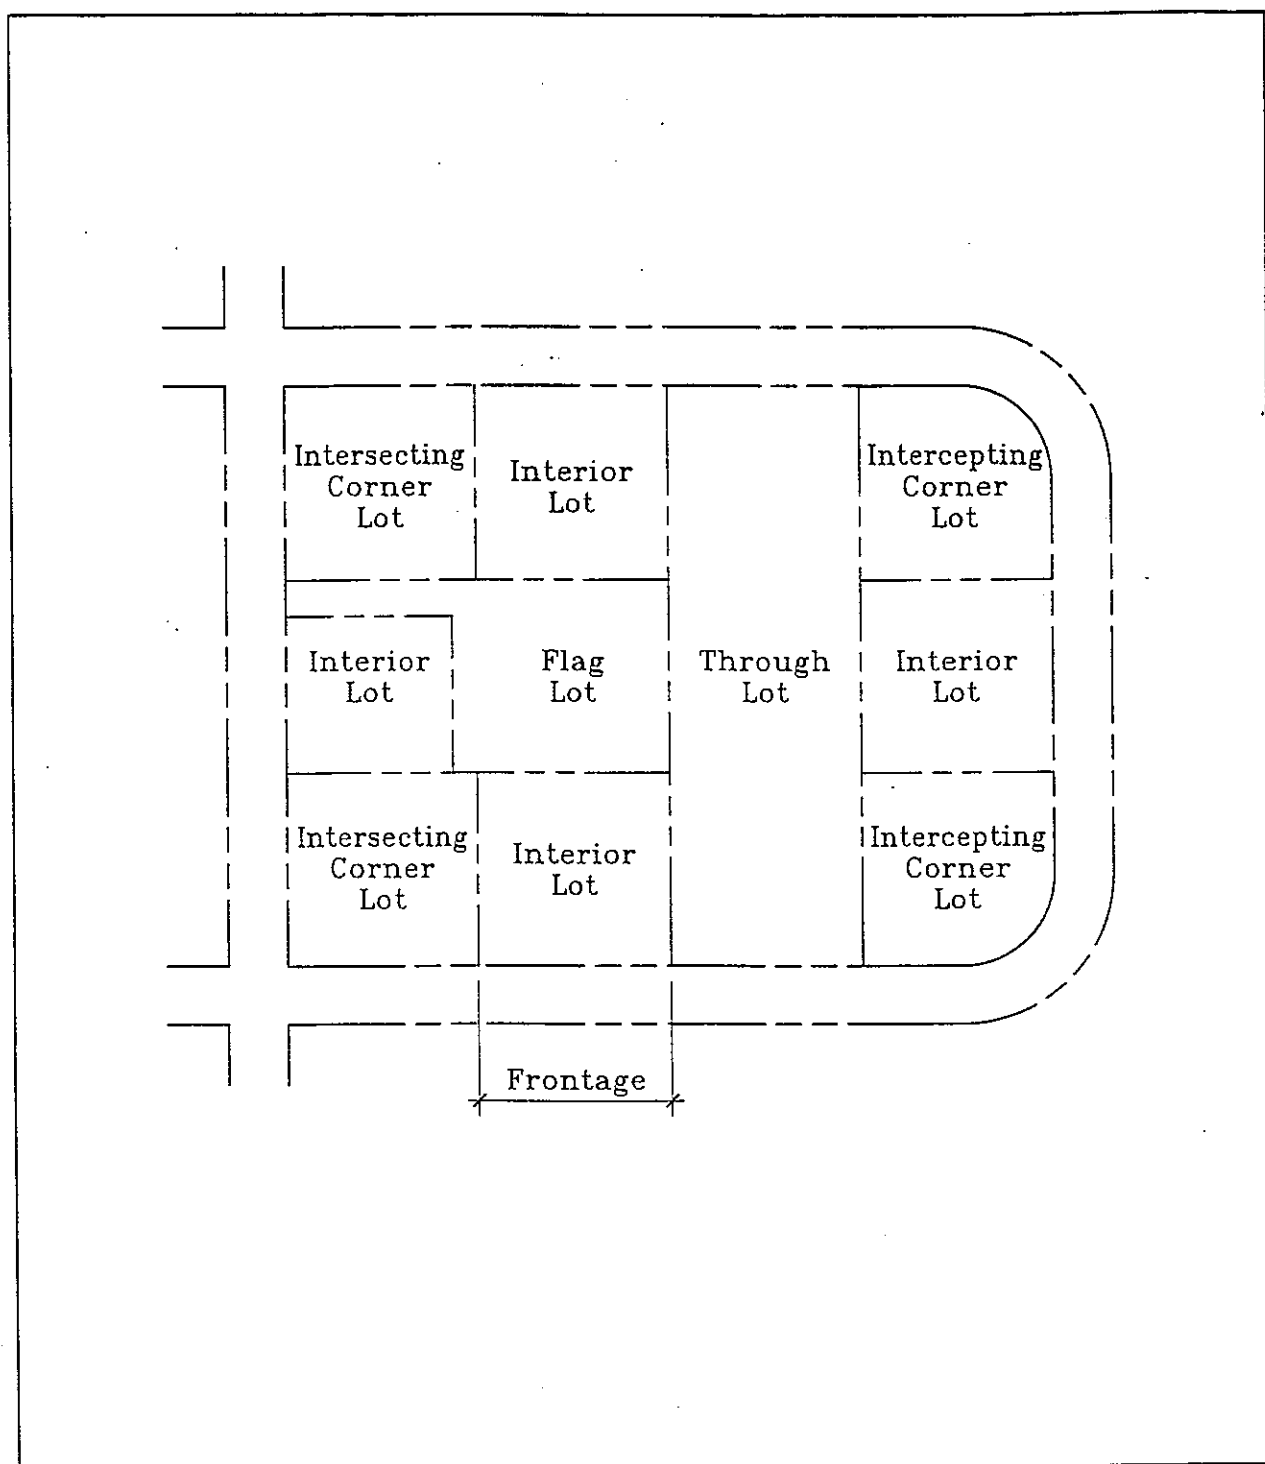 Intersecting
Corner
Lot
Interior
Lot
Intercepting
Corner
Lot
Interior
Lot
Flag
Lot
Through
Lot
Interior
Lot
Intersecting
Corner
Lot
Interior
Lot
Intercepting
Corner
Lot
Frontage